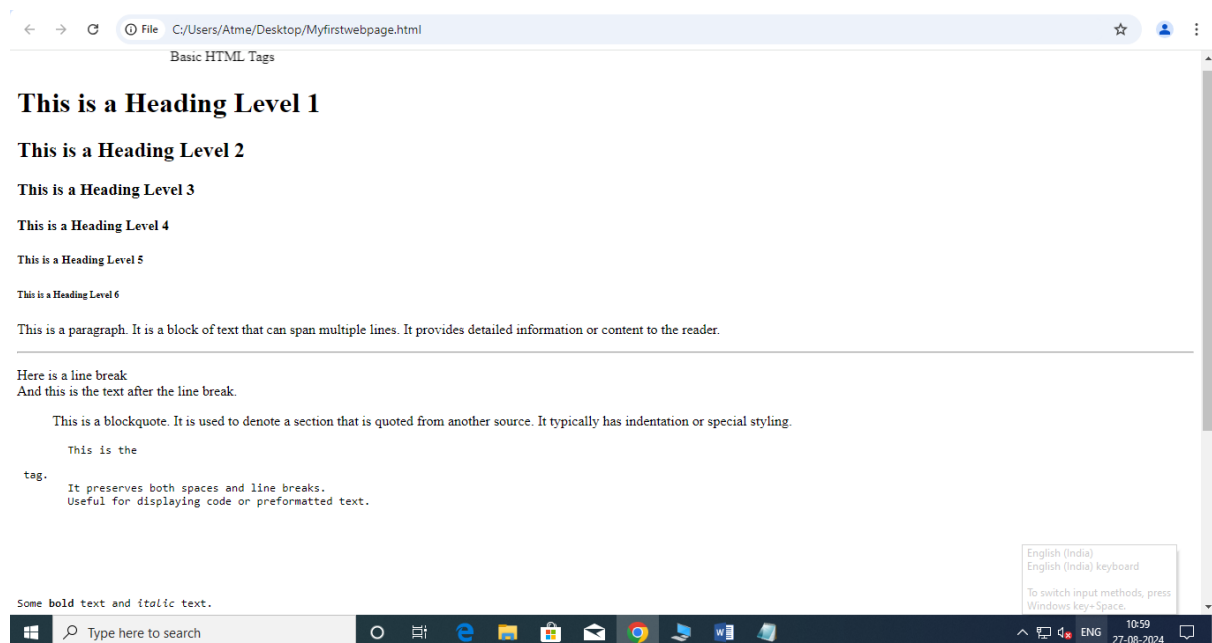 File C:/Users/Atme/Desktop/Myfirstwebpage.html
Basic HTML Tags
This is a Heading Level 1
This is a Heading Level 2
This is a Heading Level 3
This is a Heading Level 4
This is a Heading Level 5
This is a Heading Level 6
This is a paragraph. It is a block of text that can span multiple lines. It provides detailed information or content to the reader.
Here is a line break
And this is the text after the line break.
This is a blockquote. It is used to denote a section that is quoted from another source. It typically has indentation or special styling.
This is the
tag.
It preserves both spaces and line breaks.
Useful for displaying code or preformatted text.
English (India)
English (India) keyboard
To switch input methods, press
Windows key+Space.
Some bold text and italic text.
Type here to search
ENG
10:59
27-08-2024